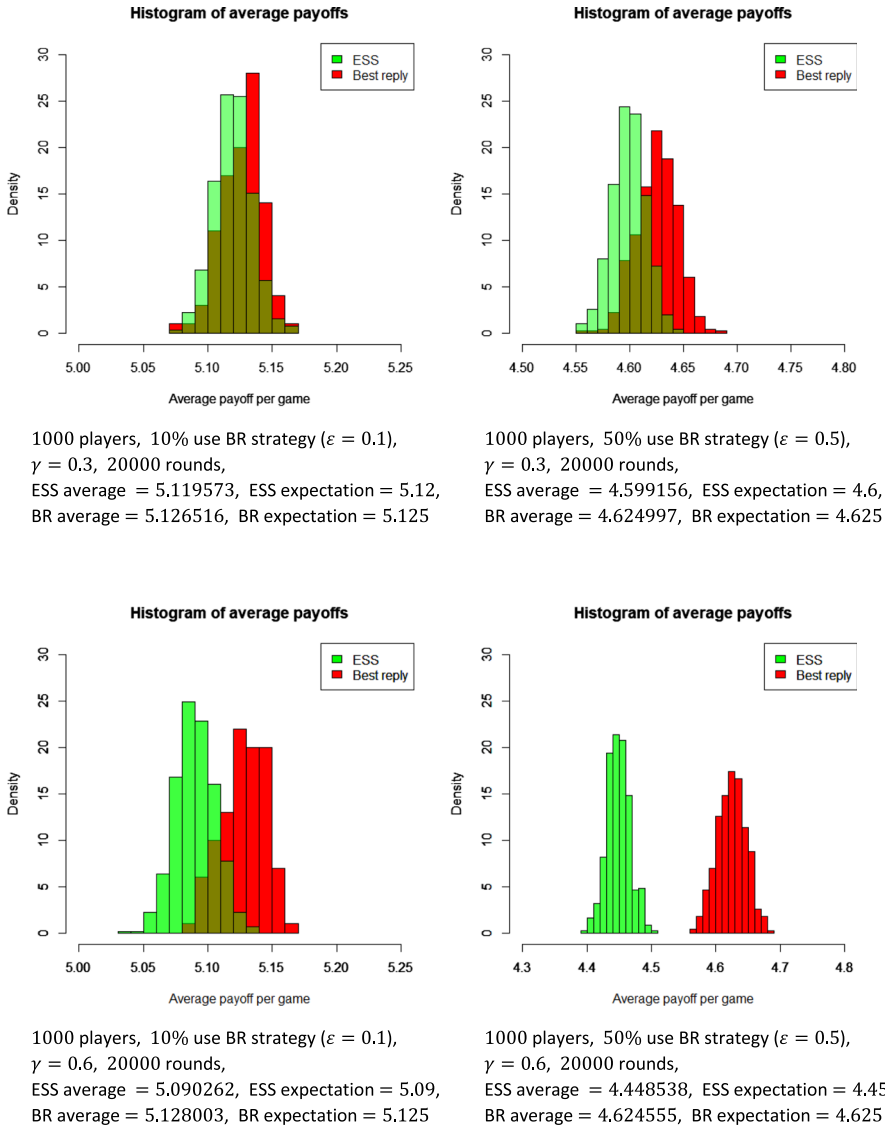 Histogram of average payoffs
ESS
Best reply
Density
0 5 10 15 20 25 30
5.00 5.05 5.10 5.15 5.20 5.25
Average payoff per game
1000 players, 10% use BR strategy (ε = 0.1),
γ = 0.3, 20000 rounds,
ESS average = 5.119573, ESS expectation = 5.12,
BR average = 5.126516, BR expectation = 5.125
Histogram of average payoffs
ESS
Best reply
Density
0 5 10 15 20 25 30
4.50 4.55 4.60 4.65 4.70 4.75 4.80
Average payoff per game
1000 players, 50% use BR strategy (ε = 0.5),
γ = 0.3, 20000 rounds,
ESS average = 4.599156, ESS expectation = 4.6,
BR average = 4.624997, BR expectation = 4.625
Histogram of average payoffs
ESS
Best reply
Density
0 5 10 15 20 25 30
5.00 5.05 5.10 5.15 5.20 5.25
Average payoff per game
1000 players, 10% use BR strategy (ε = 0.1),
γ = 0.6, 20000 rounds,
ESS average = 5.090262, ESS expectation = 5.09,
BR average = 5.128003, BR expectation = 5.125
Histogram of average payoffs
ESS
Best reply
Density
0 5 10 15 20 25 30
4.3 4.4 4.5 4.6 4.7 4.8
Average payoff per game
1000 players, 50% use BR strategy (ε = 0.5),
γ = 0.6, 20000 rounds,
ESS average = 4.448538, ESS expectation = 4.45
BR average = 4.624555, BR expectation = 4.625